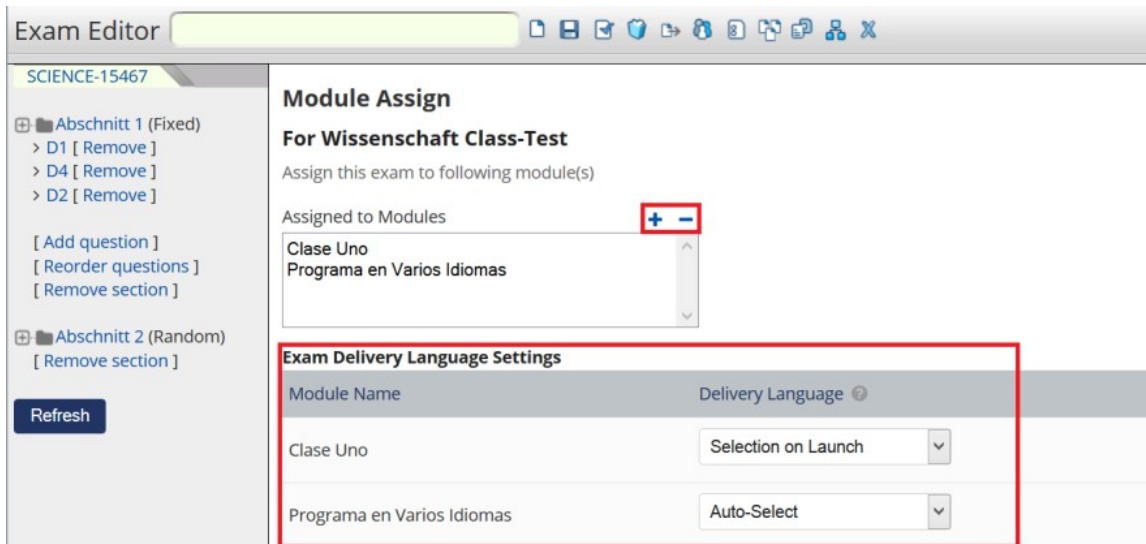 Exam Editor
SCIENCE-15467
Abschnitt 1 (Fixed)
> D1 [ Remove ]
> D4 [ Remove ]
> D2 [ Remove ]
[ Add question ]
[ Reorder questions ]
[ Remove section ]
Abschnitt 2 (Random)
[ Remove section ]
Refresh
Module Assign
For Wissenschaft Class-Test
Assign this exam to following module(s)
Assigned to Modules
Clase Uno
Programa en Varios Idiomas
Exam Delivery Language Settings
Module Name Delivery Language
Clase Uno Selection on Launch
Programa en Varios Idiomas Auto-Select